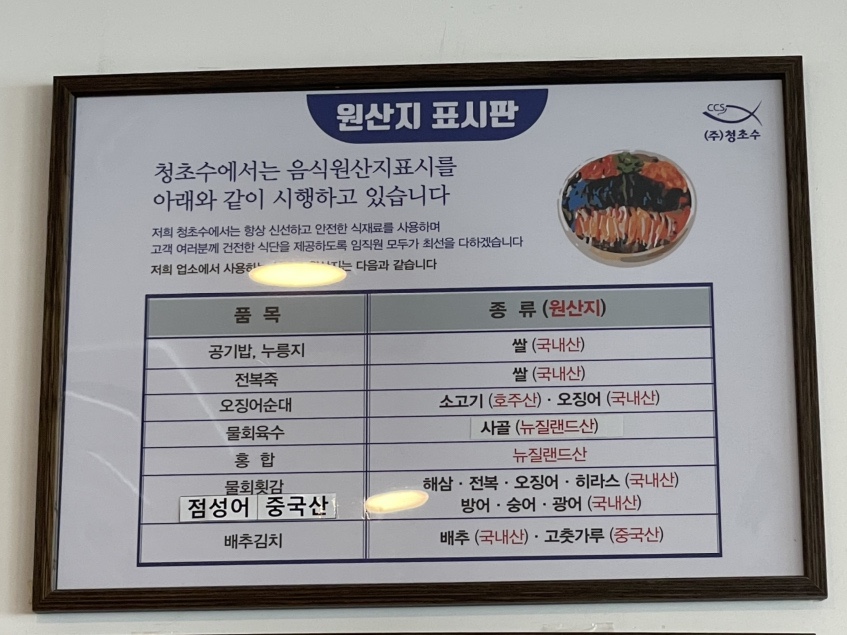 원산지 표시판
CCS
(주)청초수
청초수에서는 음식원산지표시를
아래와 같이 시행하고 있습니다
저희 청초수에서는 항상 신선하고 안전한 식재료를 사용하며
고객 여러분께 건전한 식단을 제공하도록 임직원 모두가 최선을 다하겠습니다
저희 업소에서 다음과 같습니다
품 목 종 류 (원산지)
공기밥, 누룽지 쌀 (국내산)
전복죽 쌀 (국내산)
오징어순대 소고기 (호주산) · 오징어 (국내산)
물회육수 사골 (뉴질랜드산)
홍 합 뉴질랜드산
물회횟감 해삼 · 전복 · 오징어 · 히라스 (국내산)
점성어 중국산 방어 · 숭어 · 광어 (국내산)
배추김치 배추 (국내산) · 고춧가루 (중국산)